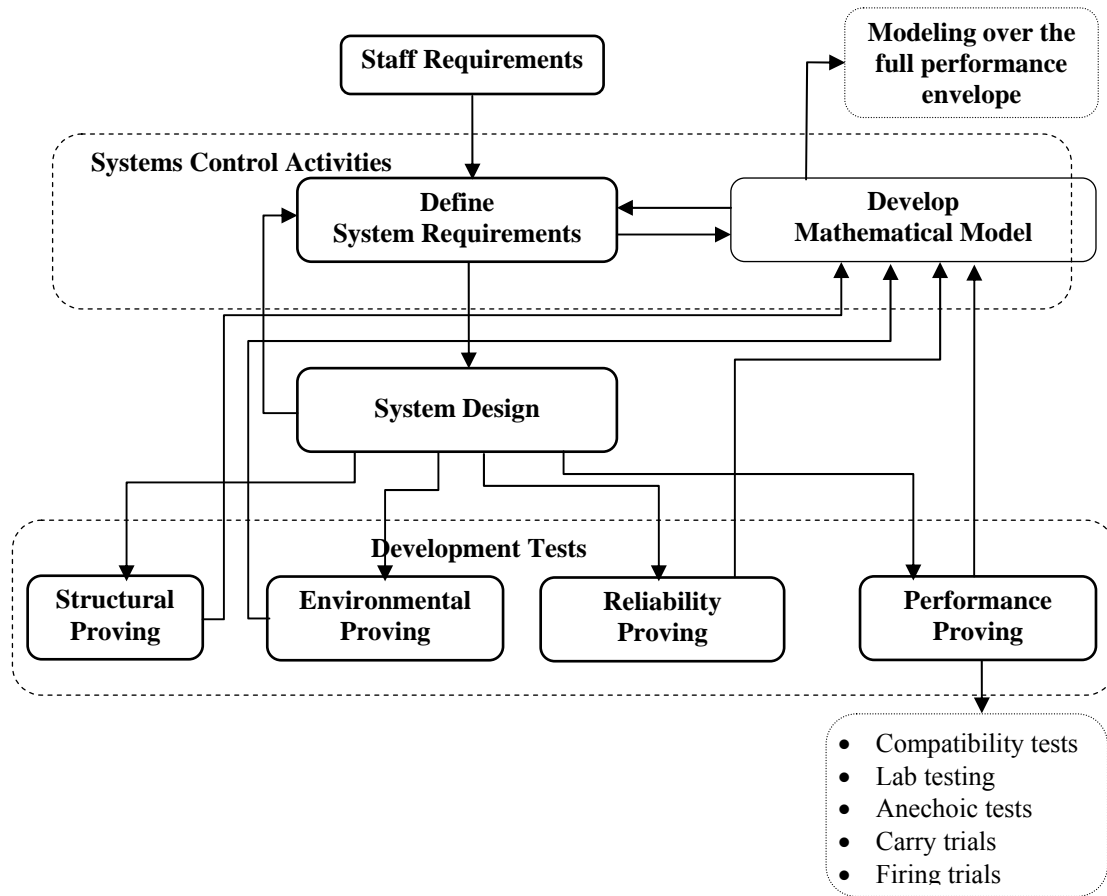 Staff Requirements
Modeling over the
full performance
envelope
Systems Control Activities
Define
System Requirements
Develop
Mathematical Model
System Design
Development Tests
Structural
Proving
Environmental
Proving
Reliability
Proving
Performance
Proving
• Compatibility tests
• Lab testing
• Anechoic tests
• Carry trials
• Firing trials